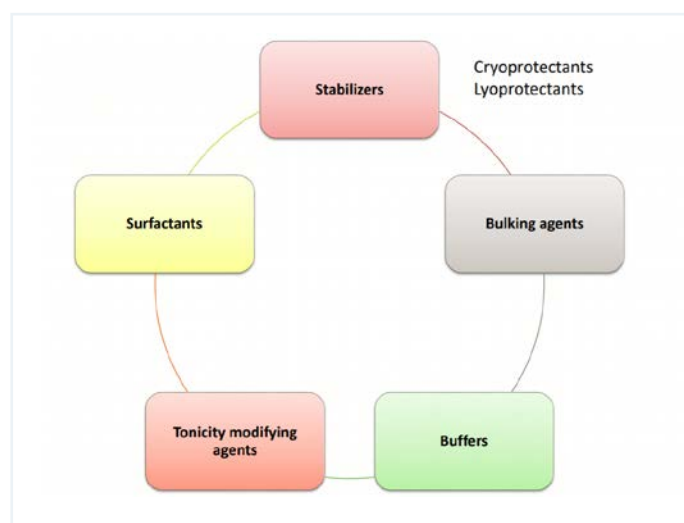 Stabilizers
Cryoprotectants
Lyoprotectants
Surfactants
Bulking agents
Tonicity modifying
agents
Buffers